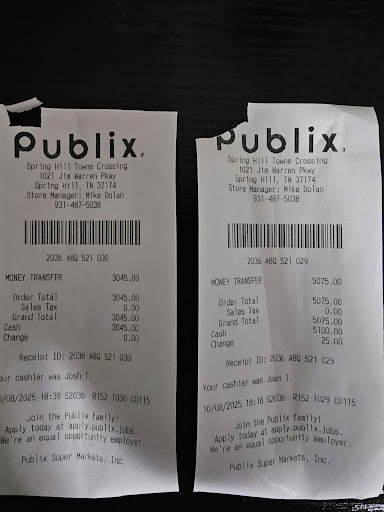 Publix
Spring Hill Towne Crossing
1021 Jim Warren Pkwy
Spring Hill, TN 37174
Store Manager: Mike Dolan
931-487-5038
2036 ABQ 521 030
MONEY TRANSFER 3045.00
Order Total 3045.00
Sales Tax 0.00
Grand Total 3045.00
Cash 3045.00
Change 0.00
Receipt ID: 2036 ABQ 521 030
our cashier was Josh T.
/08/2025 18:39 S2036 R152 1030 C0115
Join the Publix family!
Apply today at apply.publix.jobs.
We're an equal opportunity employer.
Publix Super Markets, Inc.
Publix
Spring Hill Towne Crossing
1021 Jim Warren Pkwy
Spring Hill, TN 37174
Store Manager: Mike Dolan
931-487-5038
2036 ABQ 521 029
MONEY TRANSFER 5075.00
Order Total 5075.00
Sales Tax 0.00
Grand Total 5075.00
Cash 5100.00
Change 25.00
Receipt ID: 2036 ABQ 521 029
Your cashier was Josh T.
10/08/2025 18:16 S2036 R152 1029 C0115
Join the Publix family!
Apply today at apply.publix.jobs.
We're an equal opportunity employer.
Publix Super Markets, Inc.